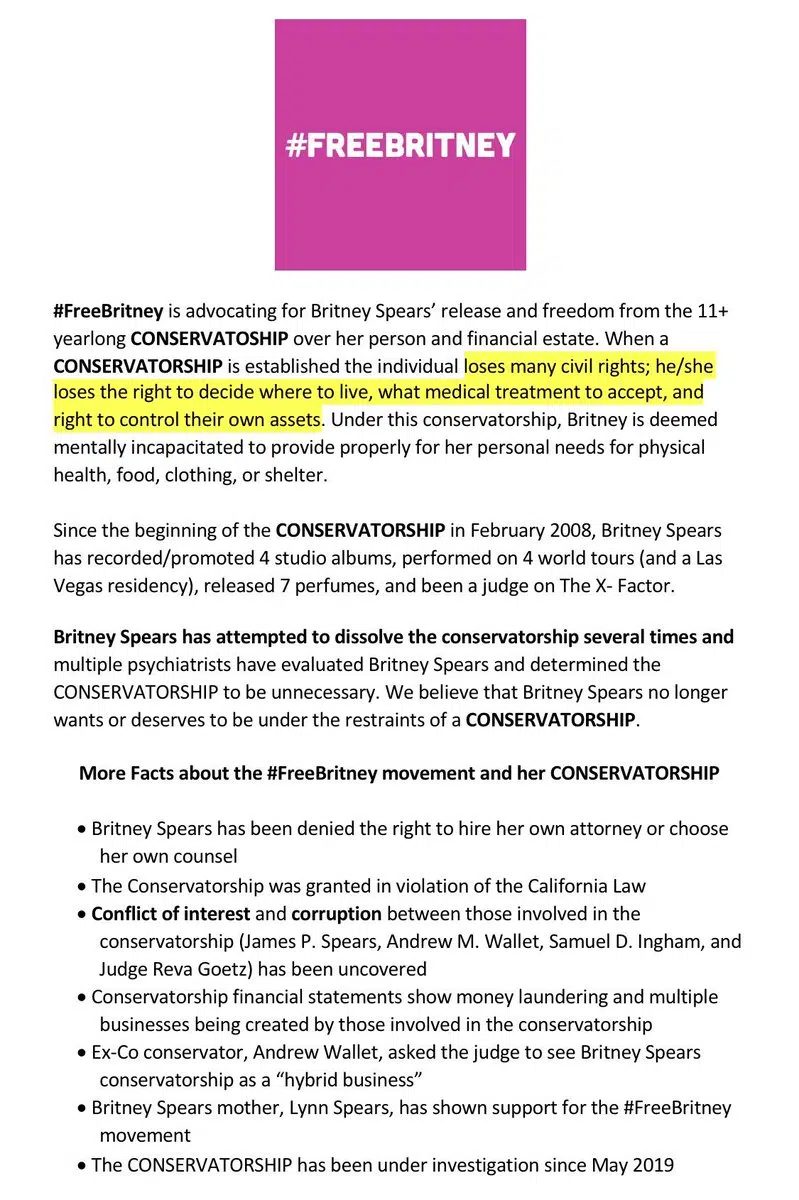 #FREEBRITNEY
#FreeBritney is advocating for Britney Spears’ release and freedom from the 11+
yearlong CONSERVATOSHIP over her person and financial estate. When a
CONSERVATORSHIP is established the individual loses many civil rights; he/she
loses the right to decide where to live, what medical treatment to accept, and
right to control their own assets. Under this conservatorship, Britney is deemed
mentally incapacitated to provide properly for her personal needs for physical
health, food, clothing, or shelter.
Since the beginning of the CONSERVATORSHIP in February 2008, Britney Spears
has recorded/promoted 4 studio albums, performed on 4 world tours (and a Las
Vegas residency), released 7 perfumes, and been a judge on The X- Factor.
Britney Spears has attempted to dissolve the conservatorship several times and
multiple psychiatrists have evaluated Britney Spears and determined the
CONSERVATORSHIP to be unnecessary. We believe that Britney Spears no longer
wants or deserves to be under the restraints of a CONSERVATORSHIP.
More Facts about the #FreeBritney movement and her CONSERVATORSHIP
• Britney Spears has been denied the right to hire her own attorney or choose
her own counsel
• The Conservatorship was granted in violation of the California Law
• Conflict of interest and corruption between those involved in the
conservatorship (James P. Spears, Andrew M. Wallet, Samuel D. Ingham, and
Judge Reva Goetz) has been uncovered
• Conservatorship financial statements show money laundering and multiple
businesses being created by those involved in the conservatorship
• Ex-Co conservator, Andrew Wallet, asked the judge to see Britney Spears
conservatorship as a “hybrid business”
• Britney Spears mother, Lynn Spears, has shown support for the #FreeBritney
movement
• The CONSERVATORSHIP has been under investigation since May 2019